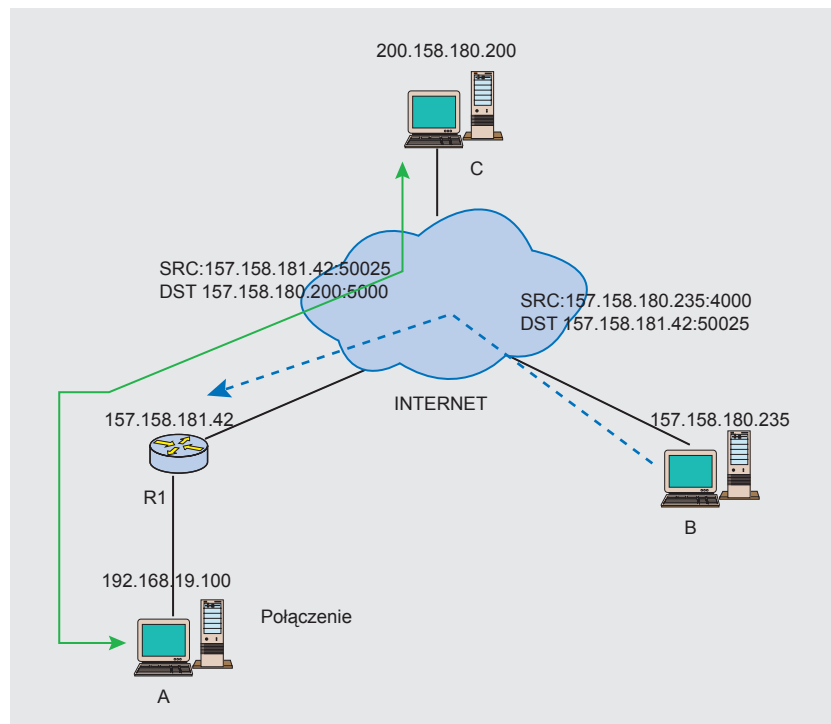 200.158.180.200
C
SRC:157.158.181.42:50025
DST 157.158.180.200:5000
SRC:157.158.180.235:4000
DST 157.158.181.42:50025
INTERNET
157.158.181.42
157.158.180.235
R1
B
192.168.19.100
Połączenie
A